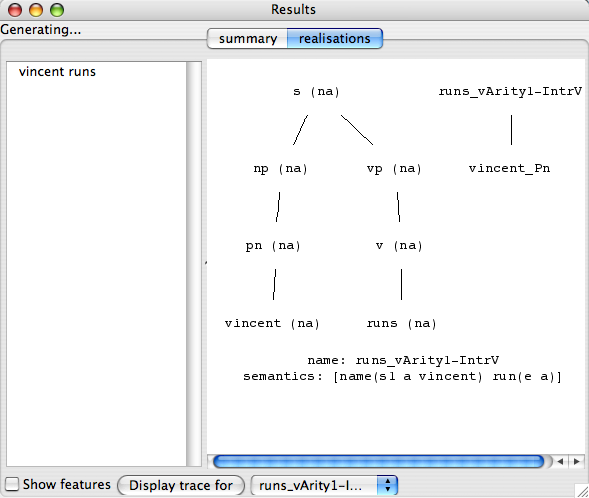 Results
Generating...
summary realisations
vincent runs
s (na) runs_vArity1-IntrV
np (na) vp (na) vincent_Pn
pn (na) v (na)
vincent (na) runs (na)
name: runs_vArity1-IntrV
semantics: [name(s1 a vincent) run(e a)]
Show features Display trace for runs_vArity1-I...